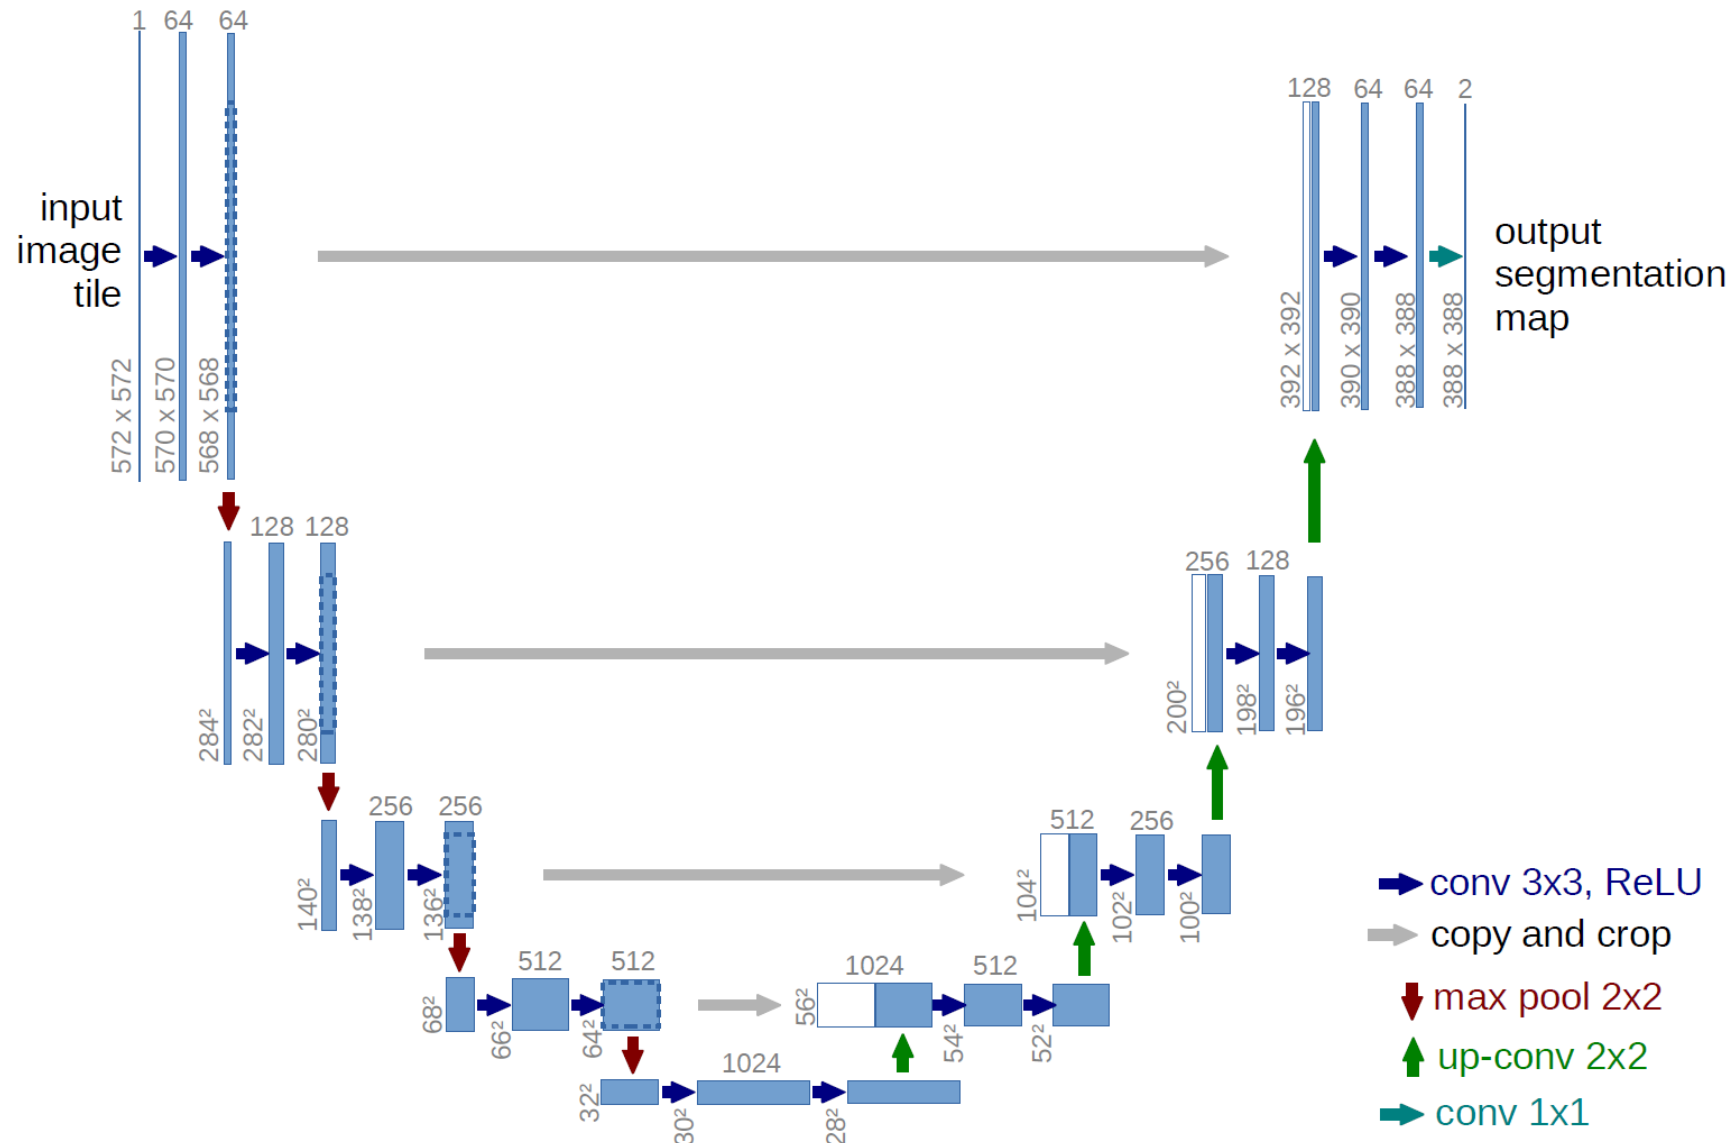 1 64 64
input
image
tile
572 x 572
570 x 570
568 x 568
128 64 64 2
392 x 392
390 x 390
388 x 388
388 x 388
output
segmentation
map
128 128
284²
282²
280²
256 128
200²
198²
196²
256 256
140²
138²
136²
512 256
104²
102²
100²
512 512
68²
66²
64²
1024 512
56²
54²
52²
1024
32²
30²
28²
conv 3x3, ReLU
copy and crop
max pool 2x2
up-conv 2x2
conv 1x1